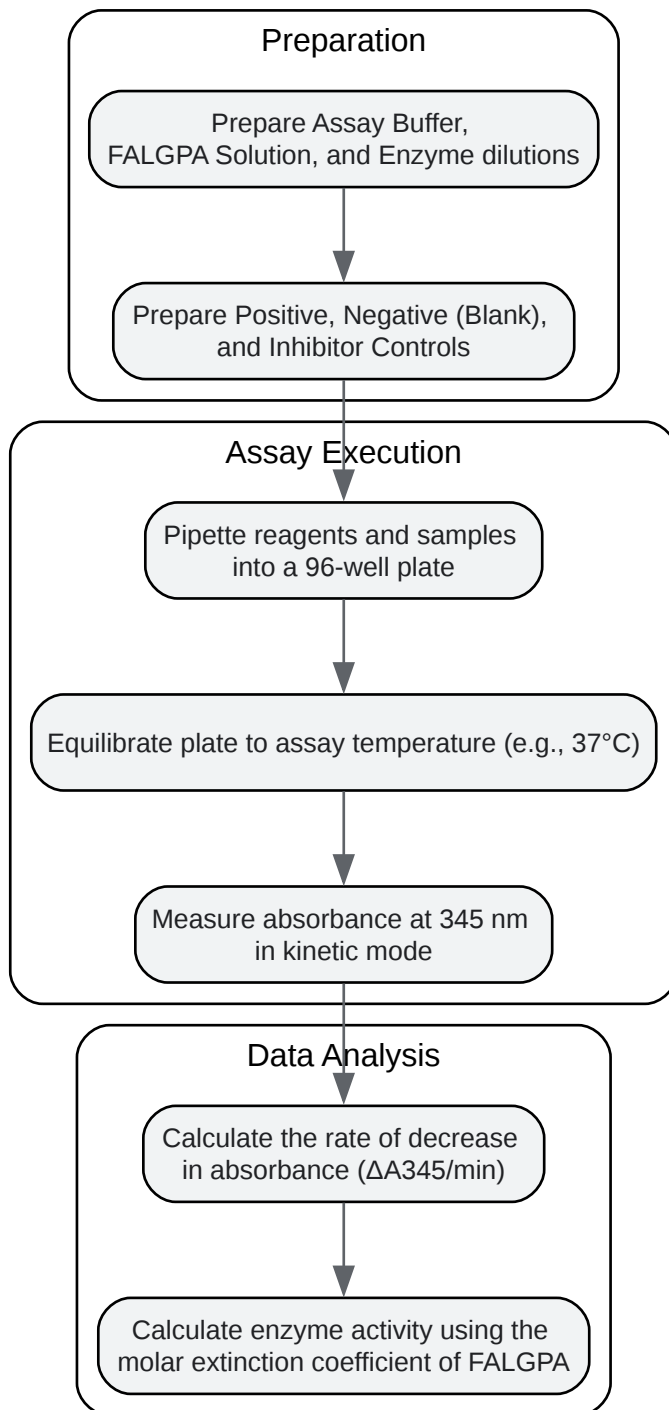 Preparation
Prepare Assay Buffer,
FALGPA Solution, and Enzyme dilutions
Prepare Positive, Negative (Blank),
and Inhibitor Controls
Assay Execution
Pipette reagents and samples
into a 96-well plate
Equilibrate plate to assay temperature (e.g., 37°C)
Measure absorbance at 345 nm
in kinetic mode
Data Analysis
Calculate the rate of decrease
in absorbance (ΔA345/min)
Calculate enzyme activity using the
molar extinction coefficient of FALGPA